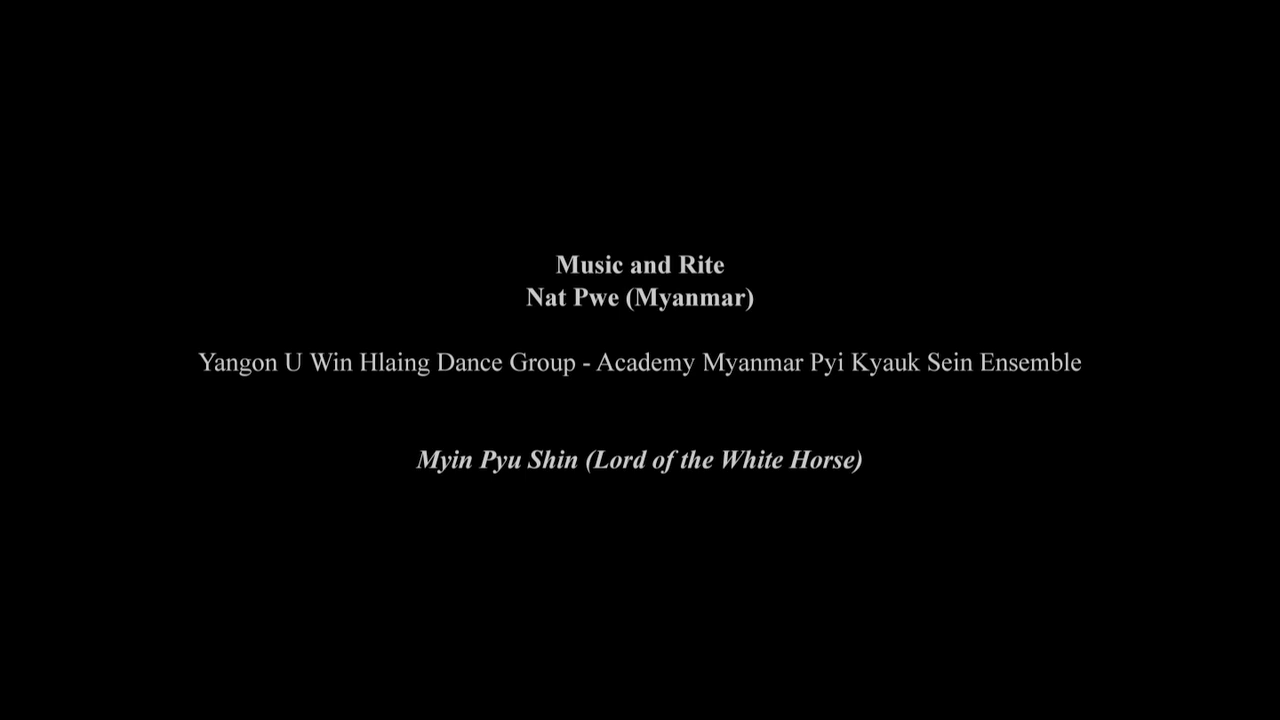 Music and Rite
Nat Pwe (Myanmar)
Yangon U Win Hlaing Dance Group - Academy Myanmar Pyi Kyauk Sein Ensemble
Myin Pyu Shin (Lord of the White Horse)